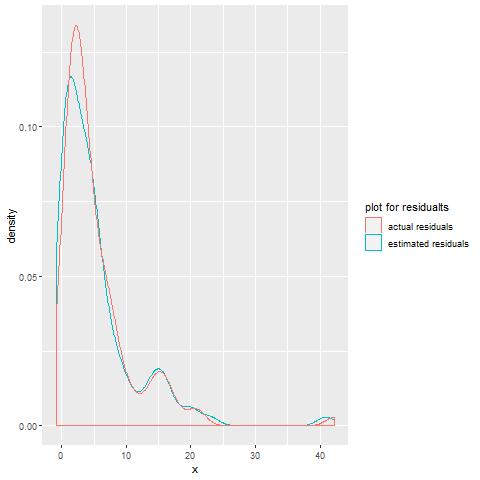 0.10
0.05
0.00
density
0 10 20 30 40
x
plot for residualts
actual residuals
estimated residuals